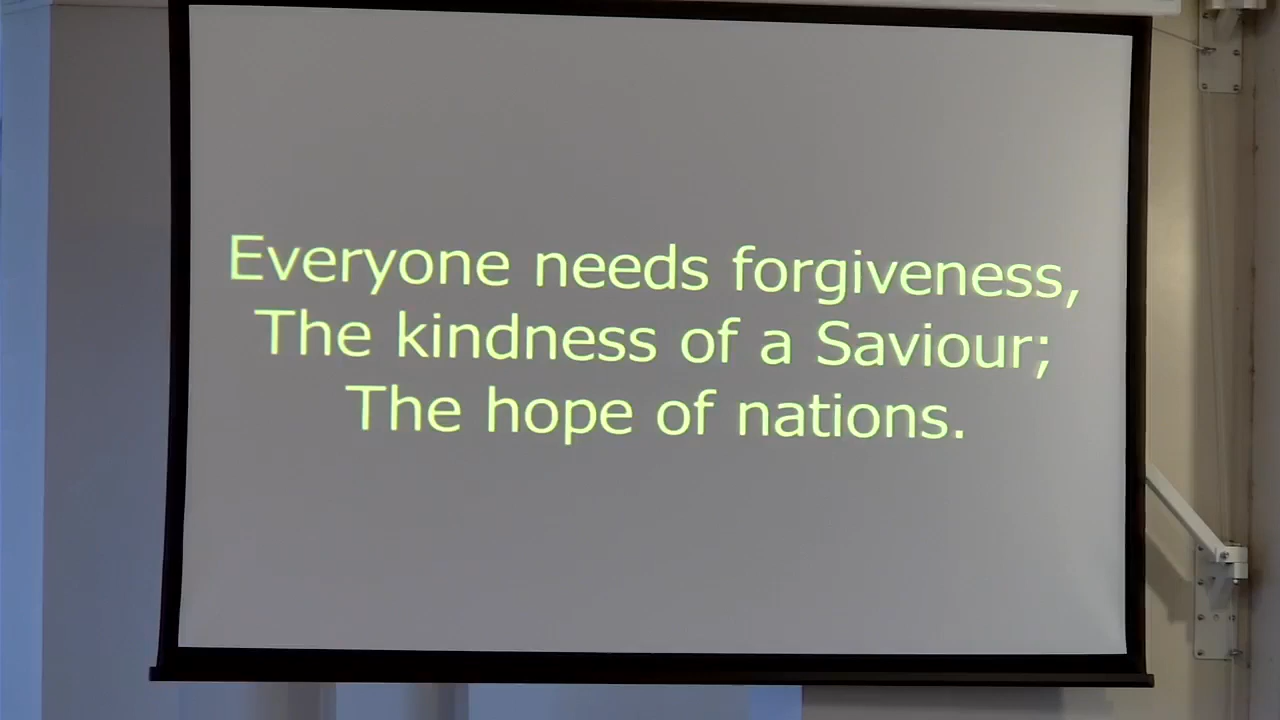 Everyone needs forgiveness,
The kindness of a Saviour;
The hope of nations.